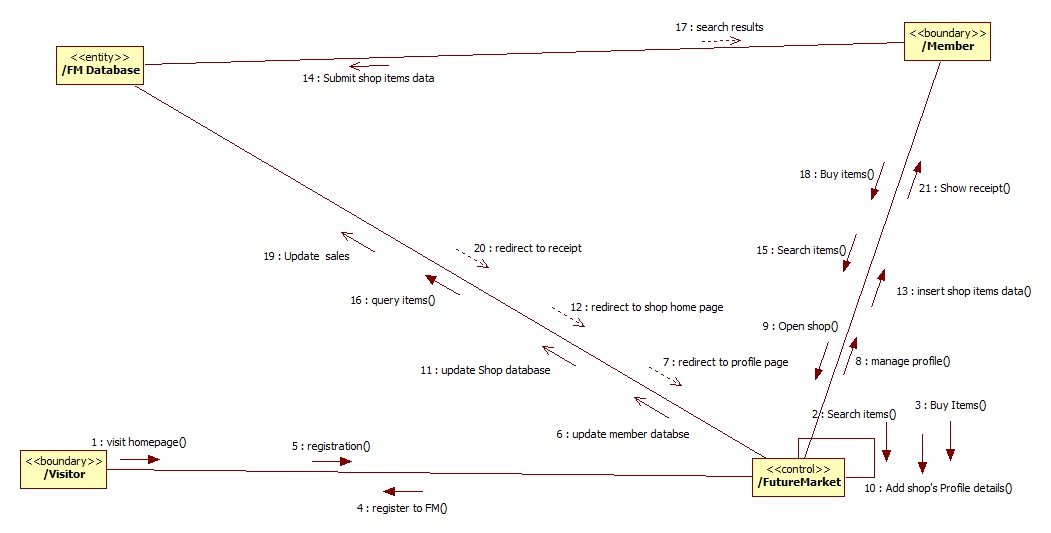 17 : search results
<<boundary>>
/Member
<<entity>>
/FM Database
14 : Submit shop items data
18 : Buy items()
21 : Show receipt()
19 : Update  sales
20 : redirect to receipt
15 : Search items()
16 : query items()
13 : insert shop items data()
12 : redirect to shop home page
9 : Open shop()
11 : update Shop database
7 : redirect to profile page
8 : manage profile()
2 : Search items()
3 : Buy Items()
6 : update member databse
1 : visit homepage()
5 : registration()
<<boundary>>
/Visitor
<<control>>
/FutureMarket
10 : Add shop's Profile details()
4 : register to FM()